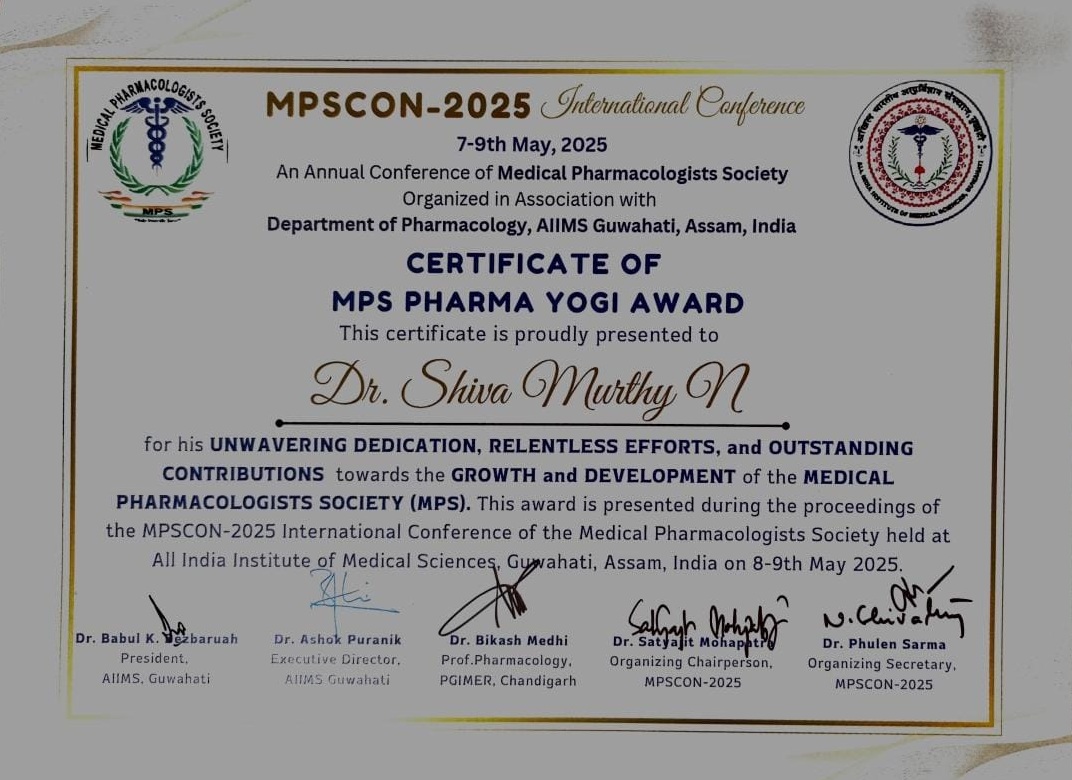 MEDICAL PHARMACOLOGISTS SOCIETY
MPS
MPSCON-2025 International Conference
7-9th May, 2025
An Annual Conference of Medical Pharmacologists Society
Organized in Association with
Department of Pharmacology, AIIMS Guwahati, Assam, India
CERTIFICATE OF
MPS PHARMA YOGI AWARD
This certificate is proudly presented to
Dr. Shiva Murthy N
for his UNWAVERING DEDICATION, RELENTLESS EFFORTS, and OUTSTANDING
CONTRIBUTIONS towards the GROWTH and DEVELOPMENT of the MEDICAL
PHARMACOLOGISTS SOCIETY (MPS). This award is presented during the proceedings of
the MPSCON-2025 International Conference of the Medical Pharmacologists Society held at
All India Institute of Medical Sciences, Guwahati, Assam, India on 8-9th May 2025.
Dr. Babul K. Bezbaruah
President,
AIIMS, Guwahati
Dr. Ashok Puranik
Executive Director,
AIIMS Guwahati
Dr. Bikash Medhi
Prof.Pharmacology,
PGIMER, Chandigarh
Dr. Satyajit Mohapatra
Organizing Chairperson,
MPSCON-2025
Dr. Phulen Sarma
Organizing Secretary,
MPSCON-2025